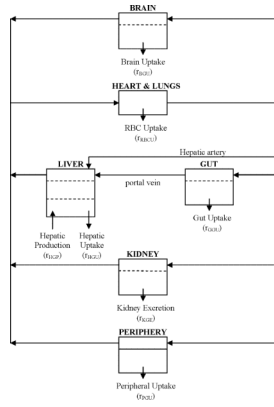 BRAIN
Brain Uptake
(rBGU)
HEART & LUNGS
RBC Uptake
(rRBCU)
Hepatic artery
LIVER
GUT
portal vein
Gut Uptake
(rGGU)
Hepatic
Production
(rHGP)
Hepatic
Uptake
(rHGU)
KIDNEY
Kidney Excretion
(rKGE)
PERIPHERY
Peripheral Uptake
(rPGU)